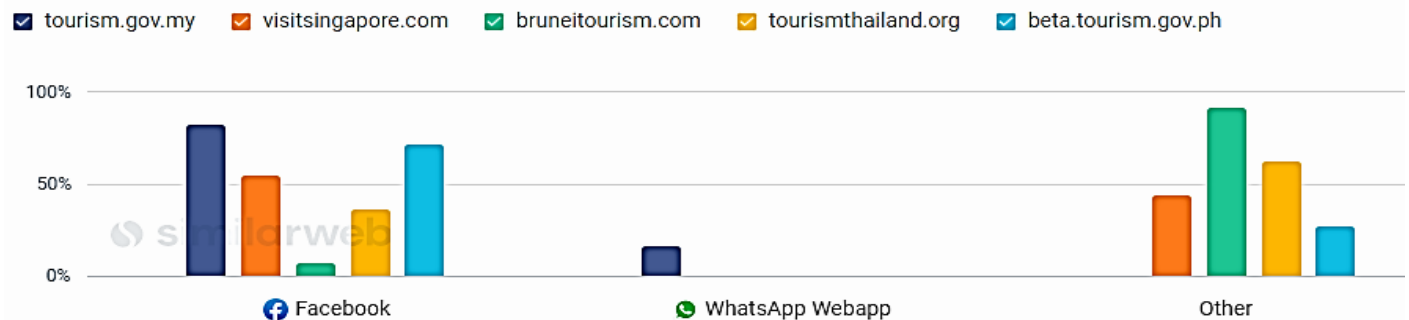 tourism.gov.my visitsingapore.com bruneitourism.com tourismthailand.org beta.tourism.gov.ph
100%
50%
similarweb
0%
Facebook WhatsApp Webapp Other